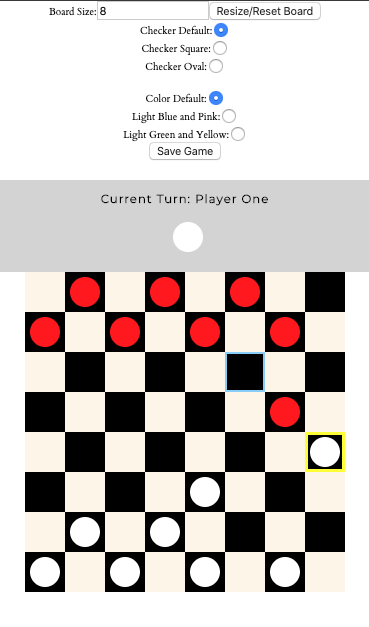 Board Size: 8 Resize/Reset Board
Checker Default:
Checker Square:
Checker Oval:
Color Default:
Light Blue and Pink:
Light Green and Yellow:
Save Game
Current Turn: Player One